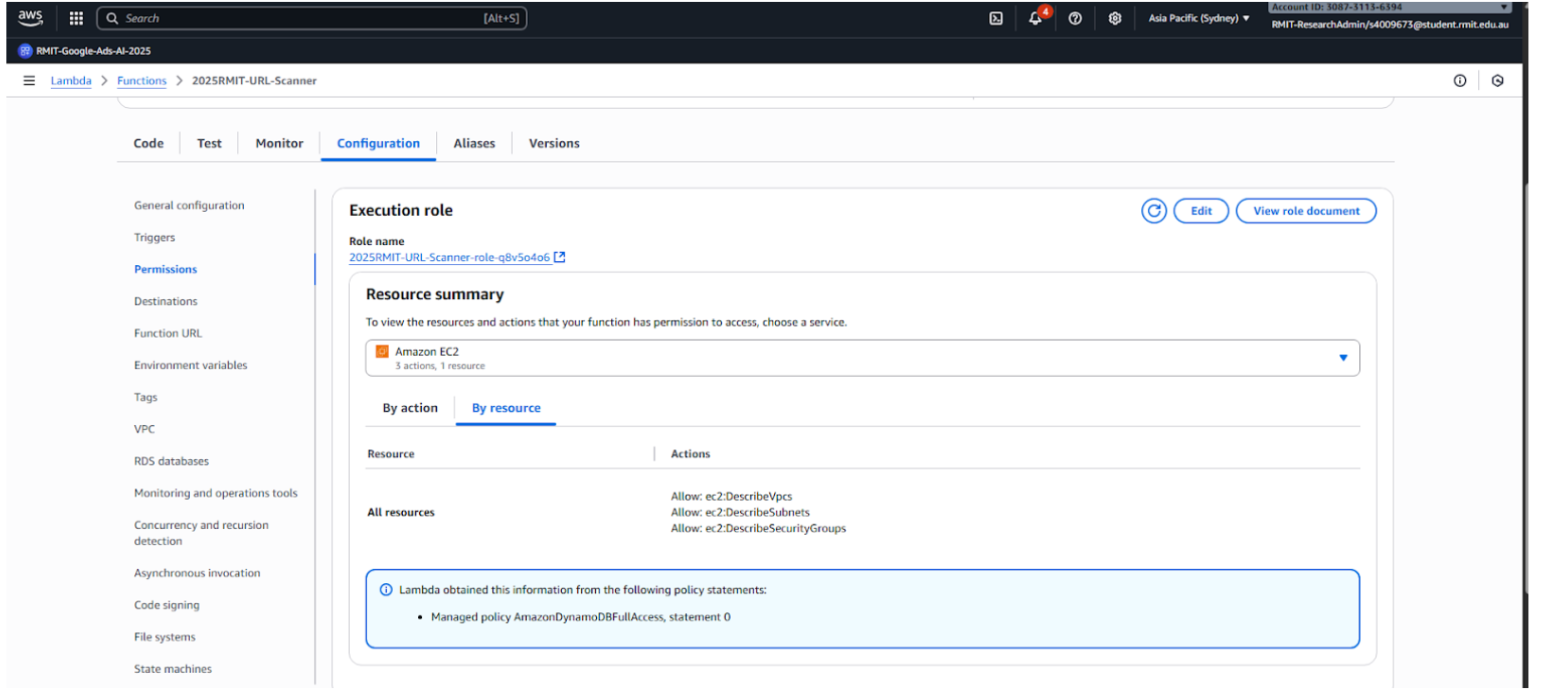 aws
Search [Alt+S]
4
Asia Pacific (Sydney)
Account ID: 3087-3113-6394
RMIT-ResearchAdmin/s4009673@student.rmit.edu.au
RMIT-Google-Ads-AI-2025
Lambda > Functions > 2025RMIT-URL-Scanner
Code Test Monitor Configuration Aliases Versions
General configuration
Triggers
Permissions
Destinations
Function URL
Environment variables
Tags
VPC
RDS databases
Monitoring and operations tools
Concurrency and recursion
detection
Asynchronous invocation
Code signing
File systems
State machines
Execution role
Edit
View role document
Role name
2025RMIT-URL-Scanner-role-q8v5o4o6
Resource summary
To view the resources and actions that your function has permission to access, choose a service.
Amazon EC2
3 actions, 1 resource
By action By resource
Resource Actions
All resources
Allow: ec2:DescribeVpcs
Allow: ec2:DescribeSubnets
Allow: ec2:DescribeSecurityGroups
Lambda obtained this information from the following policy statements:
• Managed policy AmazonDynamoDBFullAccess, statement 0